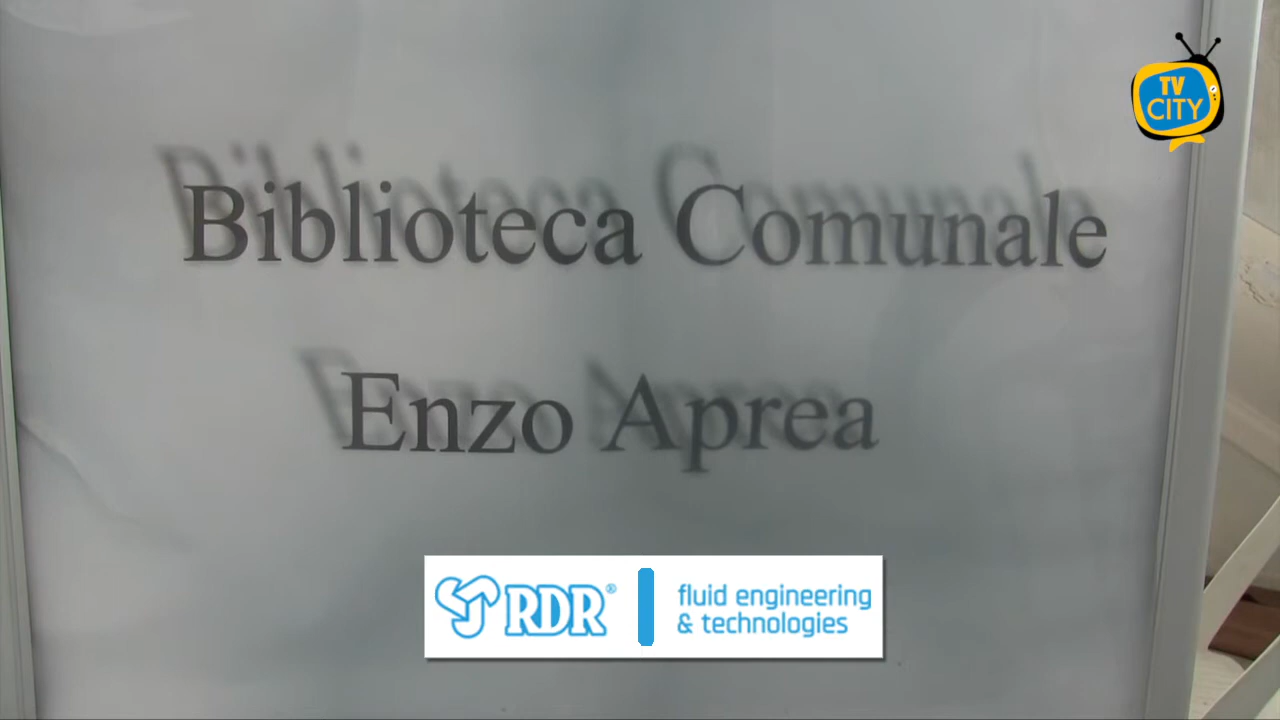 TV
CITY
Biblioteca Comunale
Enzo Aprea
RDR®
fluid engineering
& technologies